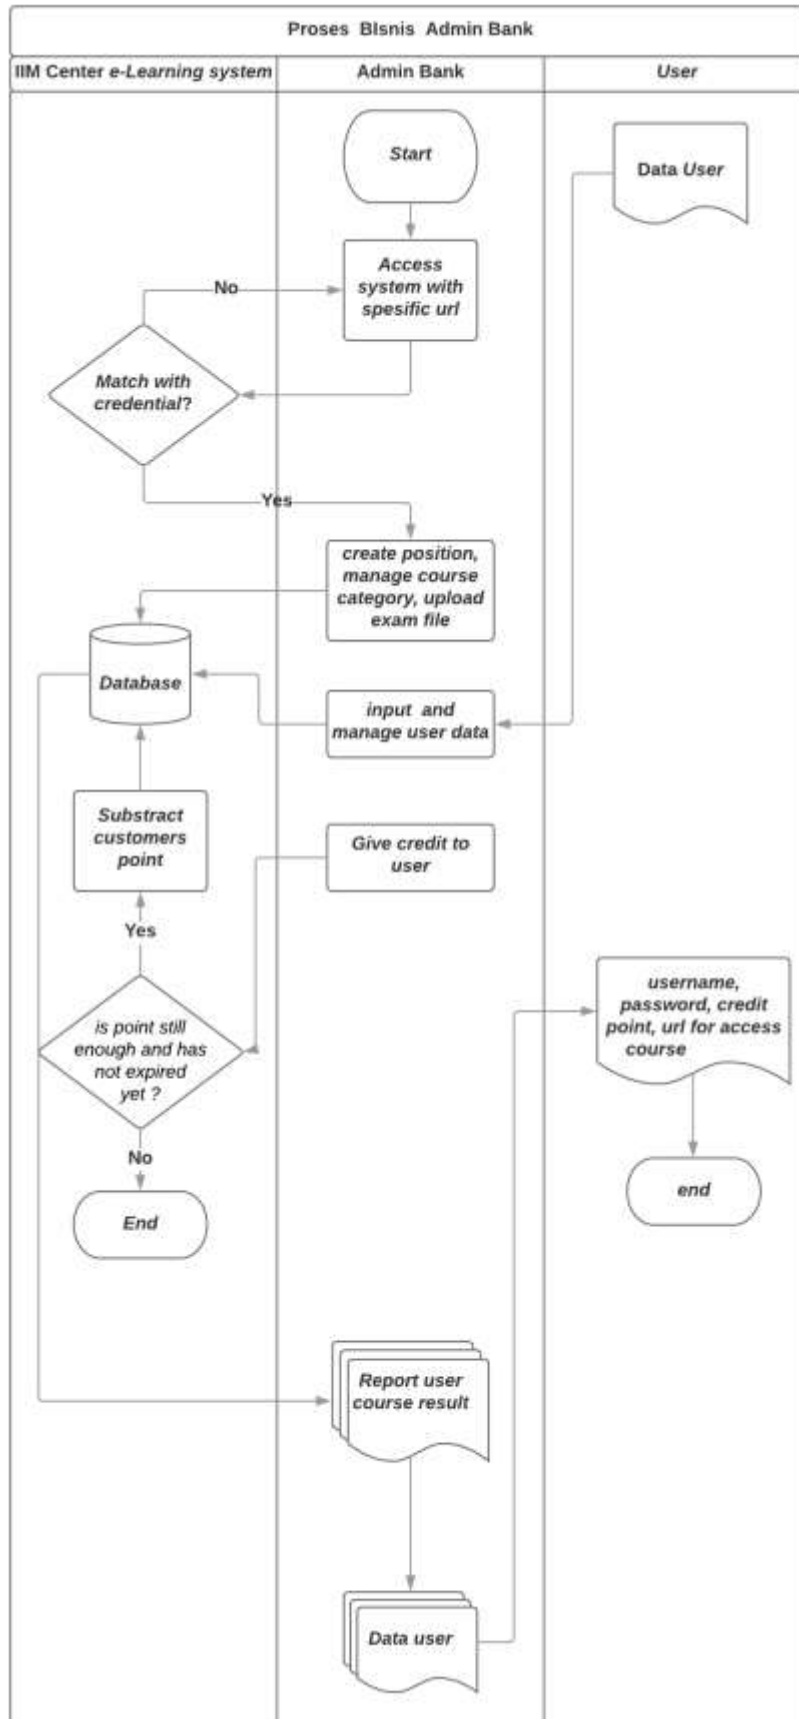 Proses BIsnis Admin Bank
IIM Center e-Learning system
Admin Bank
User
Start
Data User
Access
system with
spesific url
No
Match with
credential?
Yes
create position,
manage course
category, upload
exam file
Database
input and
manage user data
Substract
customers
point
Give credit to
user
Yes
username,
password, credit
point, url for access
course
is point still
enough and has
not expired
yet ?
No
End
end
Report user
course result
Data user